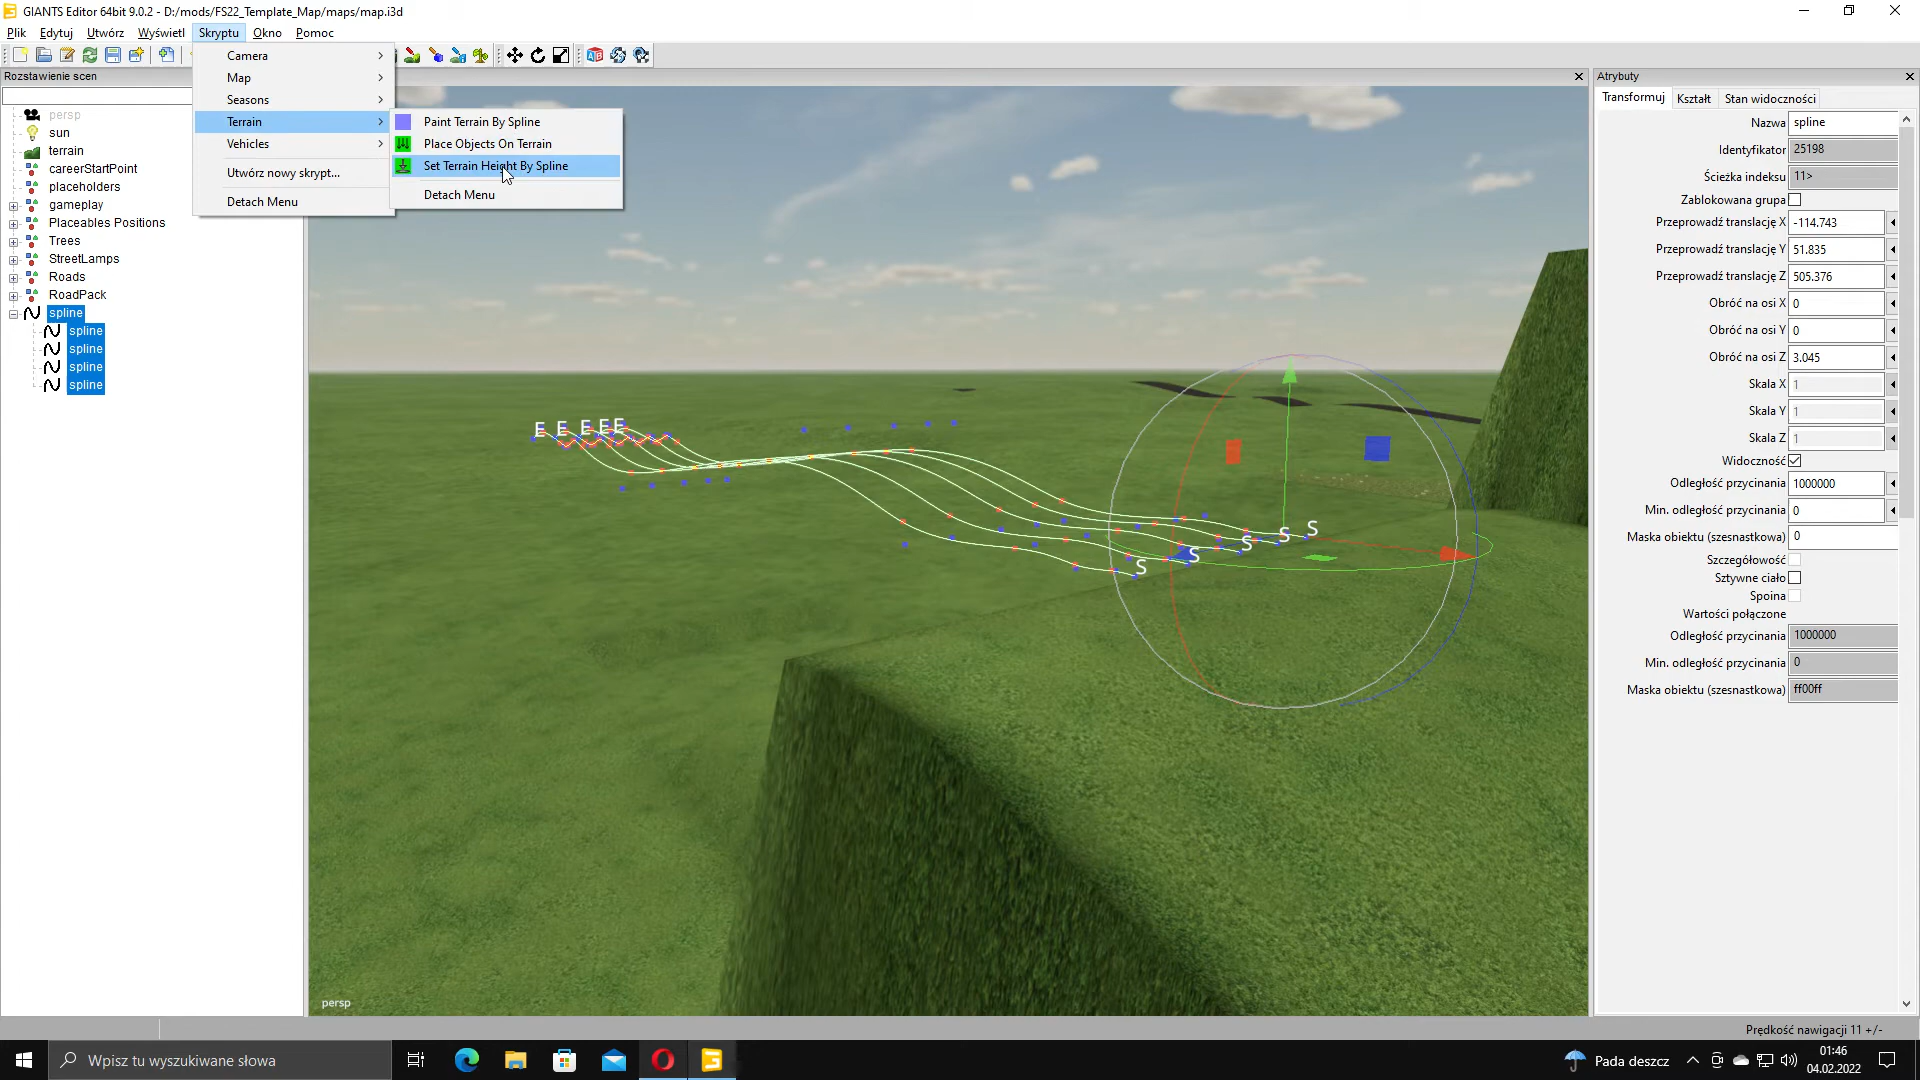 GIANTS Editor 64bit 9.0.2 - D:/mods/FS22_Template_Map/maps/map.i3d
Plik Edytuj Utwórz Wyświetl Skryptu Okno Pomoc
Rozstawienie scen
persp
sun
terrain
careerStartPoint
placeholders
gameplay
Placeables Positions
Trees
StreetLamps
Roads
RoadPack
spline
spline
spline
spline
spline
Camera
Map
Seasons
Terrain
Vehicles
Utwórz nowy skrypt...
Detach Menu
Paint Terrain By Spline
Place Objects On Terrain
Set Terrain Height By Spline
Detach Menu
E E E E E
S S S S S
persp
Atrybuty
Transformuj Kształt Stan widoczności
Nazwa spline
Identyfikator 25198
Ścieżka indeksu 11>
Zablokowana grupa
Przeprowadź translację X -114.743
Przeprowadź translację Y 51.835
Przeprowadź translację Z 505.376
Obróć na osi X 0
Obróć na osi Y 0
Obróć na osi Z 3.045
Skala X 1
Skala Y 1
Skala Z 1
Widoczność
Odległość przycinania 1000000
Min. odległość przycinania 0
Maska obiektu (szesnastkowa) 0
Szczegółowość
Sztywne ciało
Spoina
Wartości połączone
Odległość przycinania 1000000
Min. odległość przycinania 0
Maska obiektu (szesnastkowa) ff00ff
Prędkość nawigacji 11 +/-
Wpisz tu wyszukiwane słowa
Pada deszcz
01:46
04.02.2022